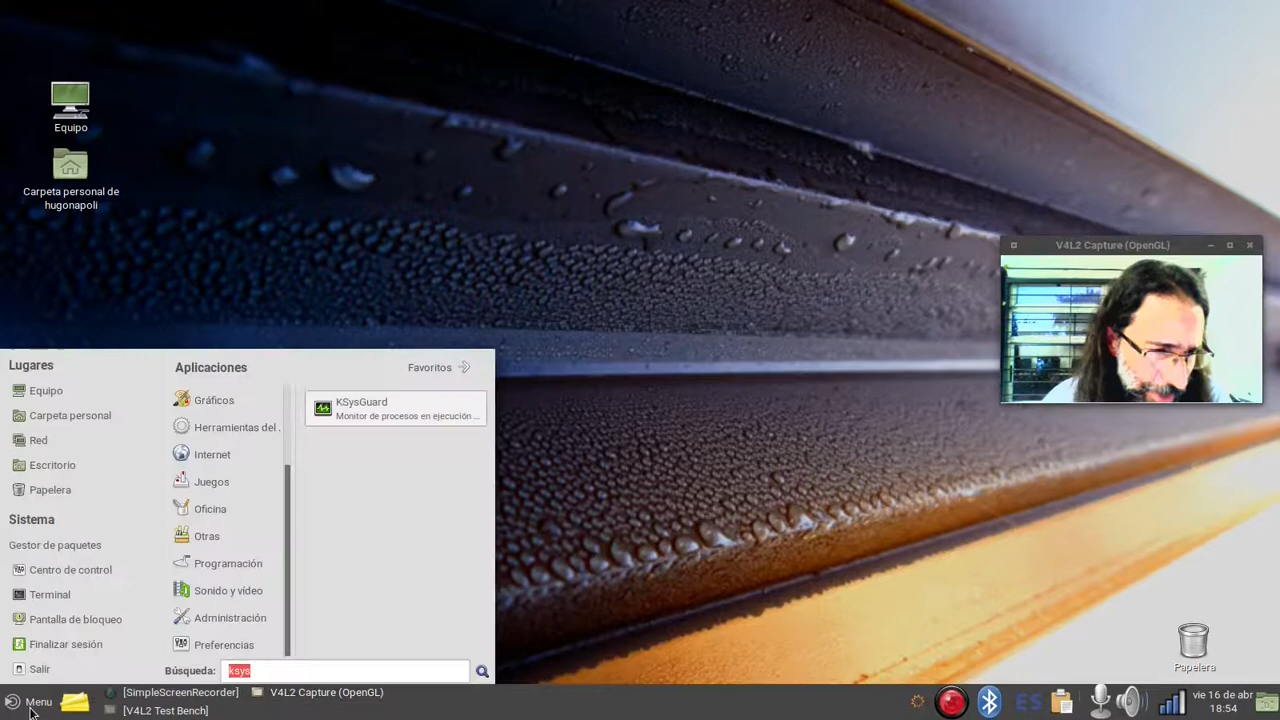 Equipo
Carpeta personal de
hugonapoli
V4L2 Capture (OpenGL)
Lugares
Equipo
Carpeta personal
Red
Escritorio
Papelera
Sistema
Gestor de paquetes
Centro de control
Terminal
Pantalla de bloqueo
Finalizar sesión
Salir
Aplicaciones
Gráficos
Herramientas del .
Internet
Juegos
Oficina
Otras
Programación
Sonido y vídeo
Administración
Preferencias
Favoritos
KSysGuard
Monitor de procesos en ejecución ...
Búsqueda: ksys
Papelera
Menu
[SimpleScreenRecorder]
V4L2 Capture (OpenGL)
[V4L2 Test Bench]
ES
vie 16 de abr
18:54